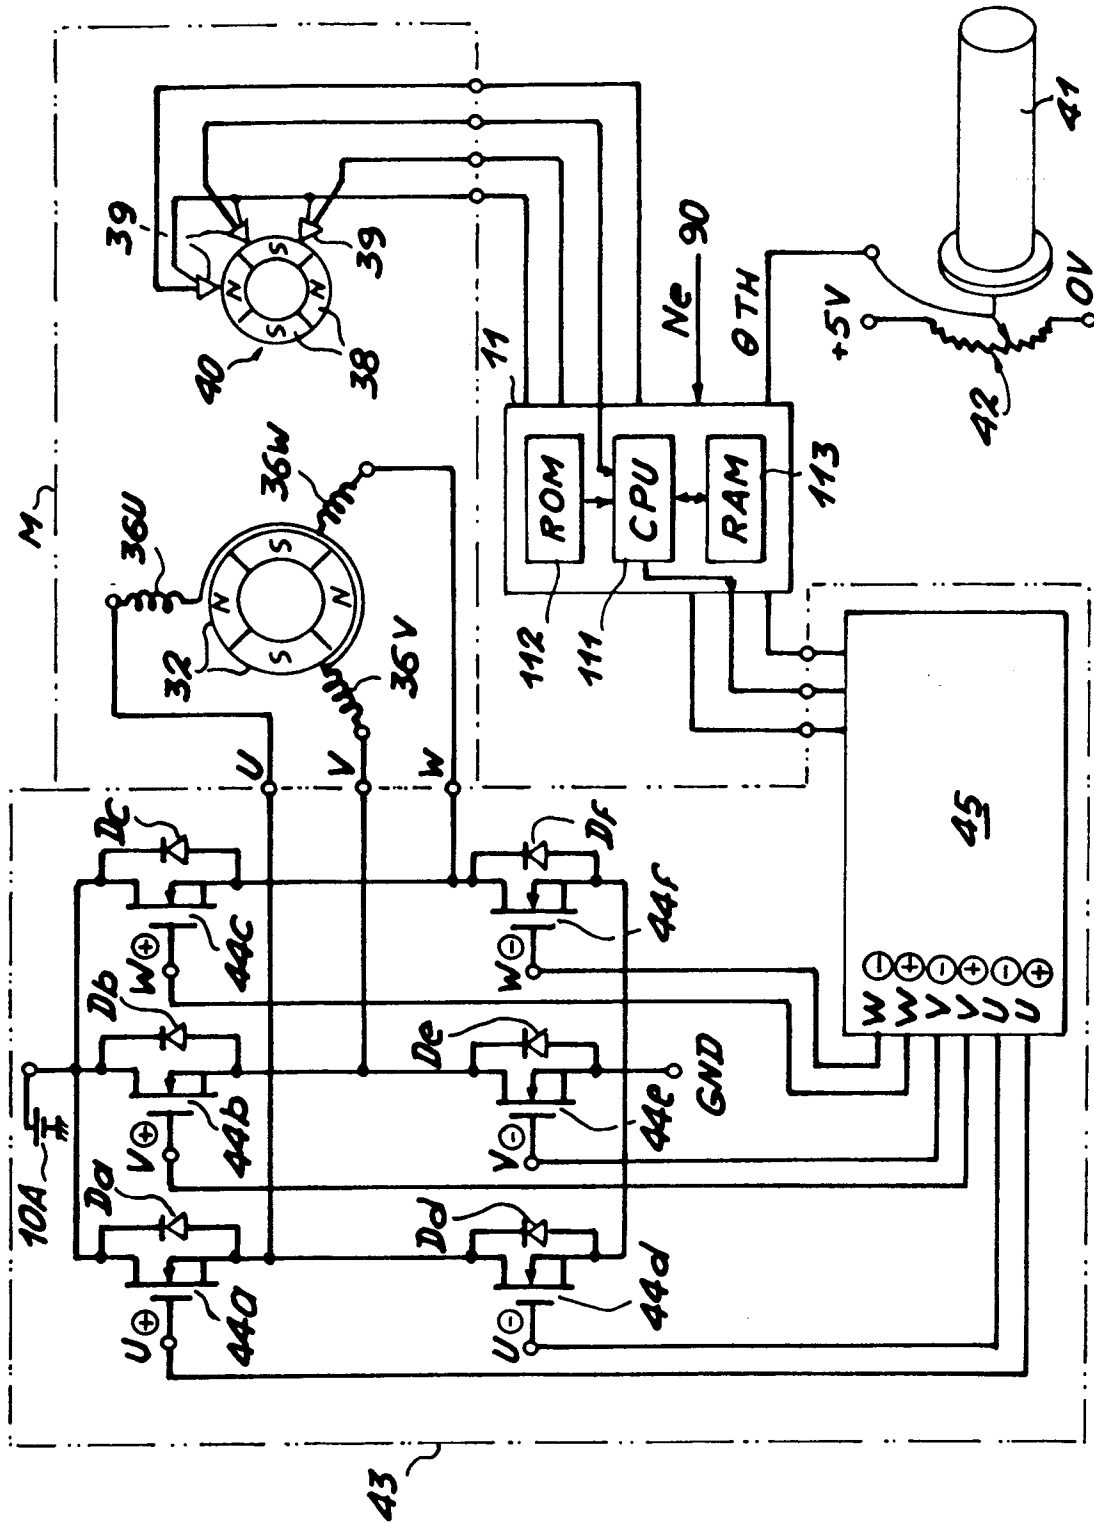 43
10A
U⊕
44a
Da
V⊕
44b
Db
W⊕
44c
Dc
U⊖
44d
Dd
V⊖
44e
De
GND
W⊖
44f
Df
U
V
W
M
32
N
S
N
S
36U
36V
36W
40
38
39
39
N
S
N
S
11
112
111
113
ROM
CPU
RAM
Ne
90
θTH
+5V
0V
42
41
45
W⊖
W⊕
V⊖
V⊕
U⊖
U⊕